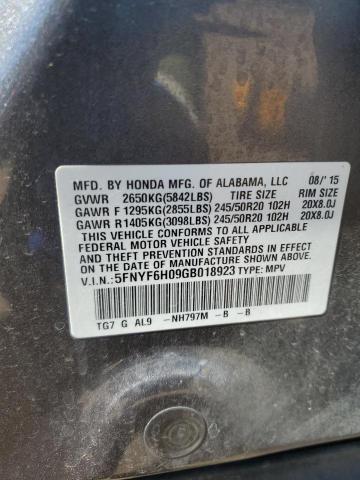 MFD. BY HONDA MFG. OF ALABAMA, LLC 08/'15
GVWR 2650KG(5842LBS) TIRE SIZE RIM SIZE
GAWR F 1295KG(2855LBS) 245/50R20 102H 20X8.0J
GAWR R 1405KG(3098LBS) 245/50R20 102H 20X8.0J
THIS VEHICLE CONFORMS TO ALL APPLICABLE
FEDERAL MOTOR VEHICLE SAFETY AND
THEFT PREVENTION STANDARDS IN EFFECT
ON THE DATE OF MANUFACTURE SHOWN ABOVE.
V.I.N.: 5FNYF6H09GB018923 TYPE: MPV
TG7 G AL9 -NH797M -B -B